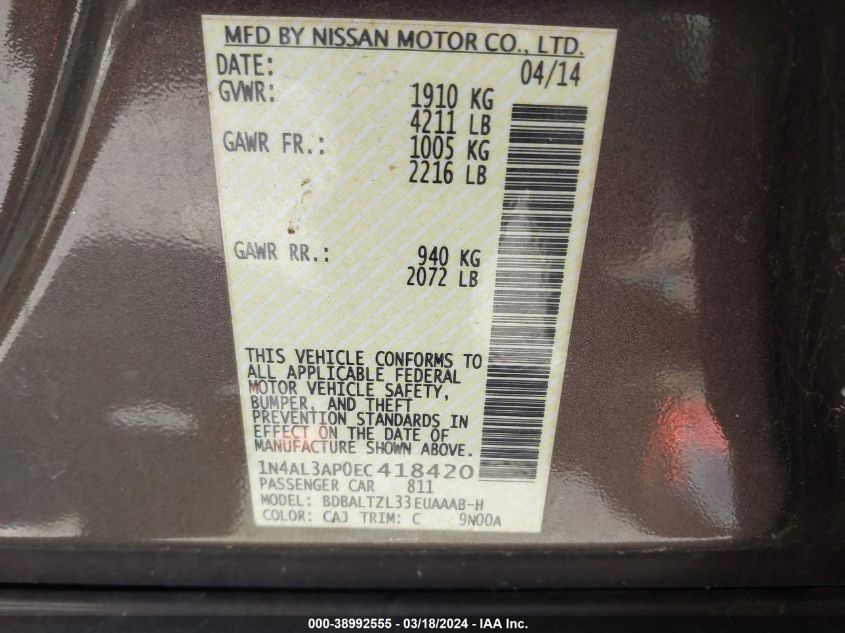 MFD BY NISSAN MOTOR CO., LTD.
DATE: 04/14
GVWR: 1910 KG
4211 LB
GAWR FR.: 1005 KG
2216 LB
GAWR RR.: 940 KG
2072 LB
THIS VEHICLE CONFORMS TO
ALL APPLICABLE FEDERAL
MOTOR VEHICLE SAFETY,
BUMPER, AND THEFT
PREVENTION STANDARDS IN
EFFECT ON THE DATE OF
MANUFACTURE SHOWN ABOVE.
1N4AL3AP0EC418420
PASSENGER CAR 811
MODEL: BDBALTZL33EUAAAB-H
COLOR: CAJ TRIM: C 9N00A
000-38992555 - 03/18/2024 - IAA Inc.